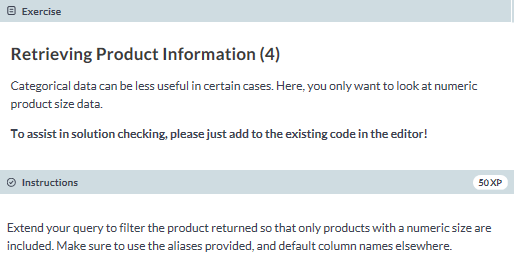 Exercise
Retrieving Product Information (4)
Categorical data can be less useful in certain cases. Here, you only want to look at numeric
product size data.
To assist in solution checking, please just add to the existing code in the editor!
Instructions
50 XP
Extend your query to filter the product returned so that only products with a numeric size are
included. Make sure to use the aliases provided, and default column names elsewhere.